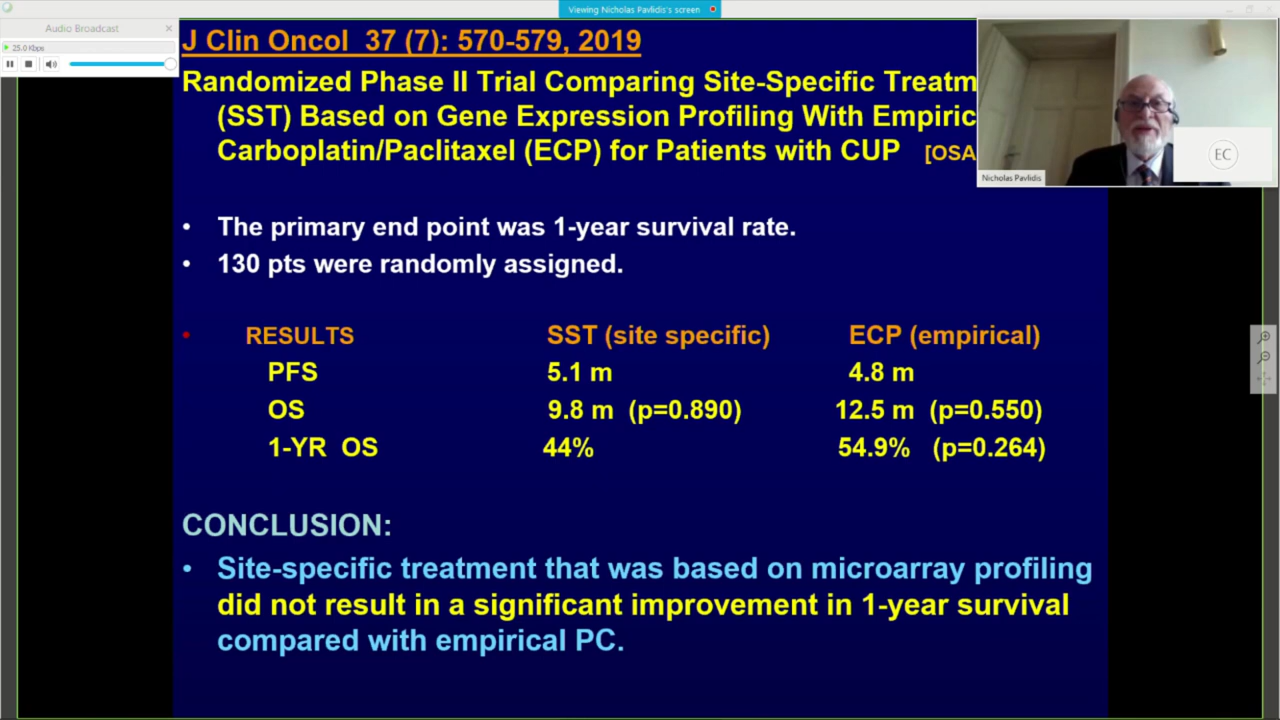 Viewing Nicholas Pavlidis's screen
Audio Broadcast
25.0 Kbps
J Clin Oncol 37 (7): 570-579, 2019
Randomized Phase II Trial Comparing Site-Specific Treatm
(SST) Based on Gene Expression Profiling With Empiric
Carboplatin/Paclitaxel (ECP) for Patients with CUP [OSA
EC
Nicholas Pavlidis
• The primary end point was 1-year survival rate.
• 130 pts were randomly assigned.
• RESULTS SST (site specific) ECP (empirical)
PFS 5.1 m 4.8 m
OS 9.8 m (p=0.890) 12.5 m (p=0.550)
1-YR OS 44% 54.9% (p=0.264)
CONCLUSION:
• Site-specific treatment that was based on microarray profiling
did not result in a significant improvement in 1-year survival
compared with empirical PC.